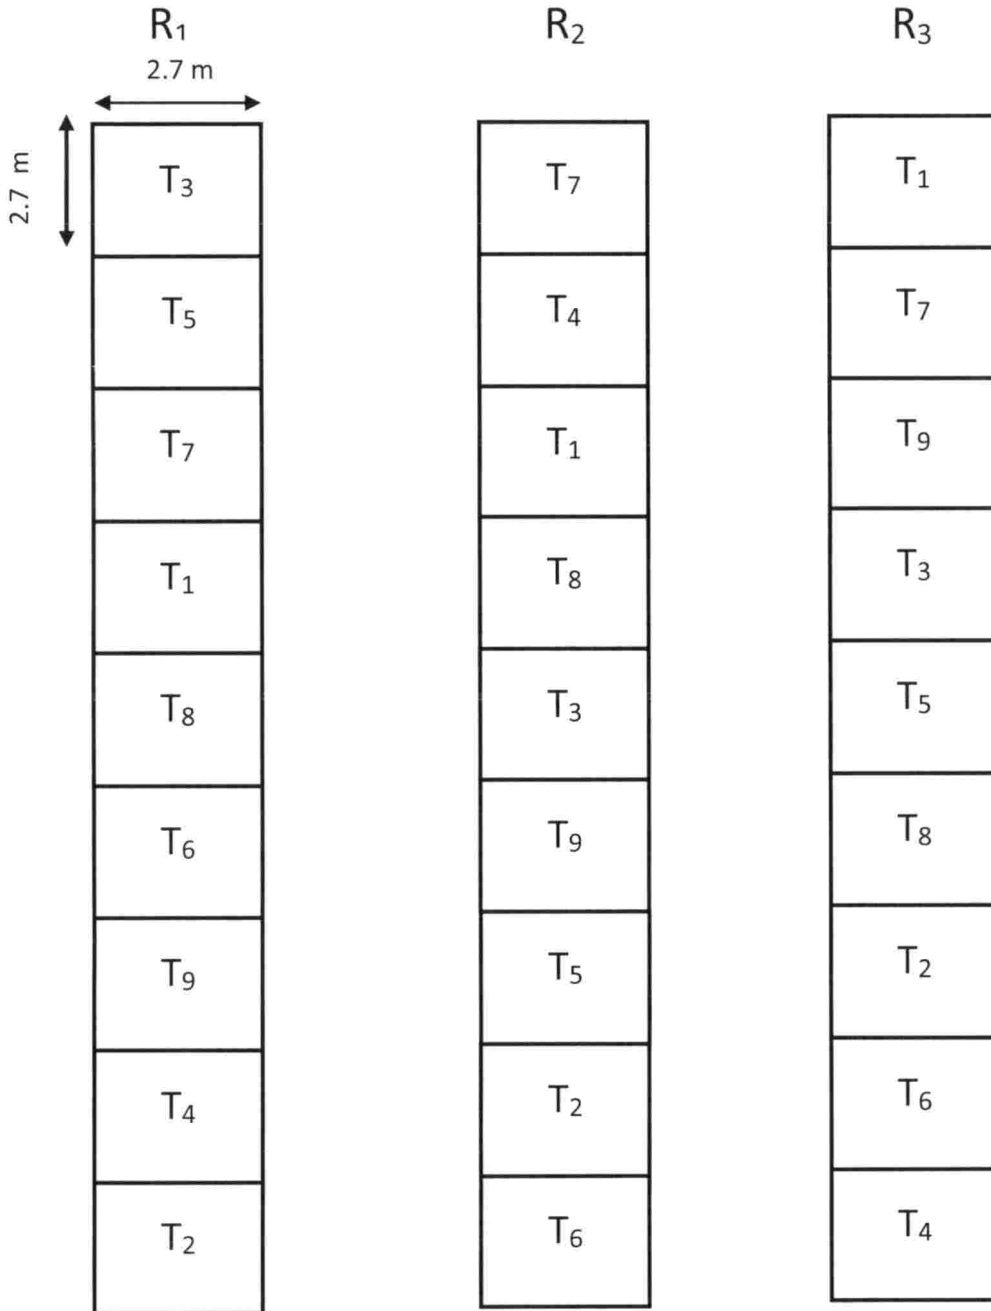 R₁ R₂ R₃
2.7 m
2.7 m
T₃ T₇ T₁
T₅ T₄ T₇
T₇ T₁ T₉
T₁ T₈ T₃
T₈ T₃ T₅
T₆ T₉ T₈
T₉ T₅ T₂
T₄ T₂ T₆
T₂ T₆ T₄